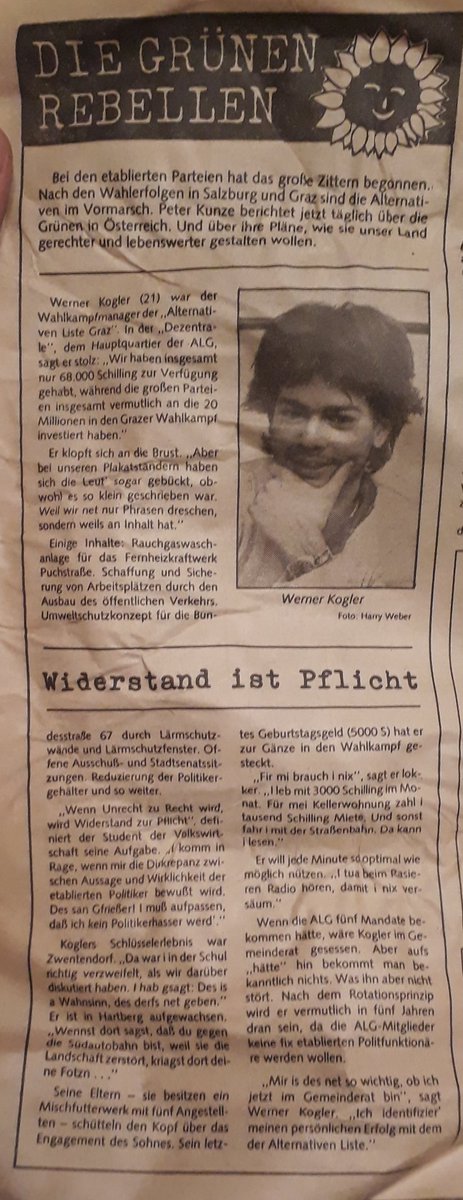 DIE GRÜNEN
REBELLEN
Bei den etablierten Parteien hat das große Zittern begonnen.
Nach den Wahlerfolgen in Salzburg und Graz sind die Alternati-
ven im Vormarsch. Peter Kunze berichtet jetzt täglich über die
Grünen in Österreich. Und über ihre Pläne, wie sie unser Land
gerechter und lebenswerter gestalten wollen.
Werner Kogler (21) war der
Wahlkampfmanager der „Alternati-
ven Liste Graz". In der „Dezentra-
le", dem Hauptquartier der ALG,
sagt er stolz: „Wir haben insgesamt
nur 68.000 Schilling zur Verfügung
gehabt, während die großen Partei-
en insgesamt vermutlich an die 20
Millionen in den Grazer Wahlkampf
investiert haben."
Er klopft sich an die Brust. „Aber
bei unseren Plakatständern haben
sich die Leut' sogar gebückt, ob-
wohl es so klein geschrieben war.
Weil wir net nur Phrasen dreschen,
sondern weils an Inhalt hat."
Einige Inhalte: Rauchgaswasch-
anlage für das Fernheizkraftwerk
Puchstraße. Schaffung und Siche-
rung von Arbeitsplätzen durch den
Ausbau des öffentlichen Verkehrs.
Umweltschutzkonzept für die Bün-
Werner Kogler
Foto: Harry Weber
Widerstand ist Pflicht
desstraße 67 durch Lärmschutz-
wände und Lärmschutzfenster. Of-
fene Ausschuß- und Stadtsenatssit-
zungen. Reduzierung der Politiker-
gehälter und so weiter.
„Wenn Unrecht zu Recht wird,
wird Widerstand zur Pflicht", defi-
niert der Student der Volkswirt-
schaft seine Aufgabe. „I komm in
Rage, wenn mir die Diskrepanz zwi-
schen Aussage und Wirklichkeit der
etablierten Politiker bewußt wird.
Des san Gfrießer! I muß aufpassen,
daß ich kein Politikerhasser werd'."
Koglers Schlüsselerlebnis war
Zwentendorf. „Da war i in der Schul
richtig verzweifelt, als wir darüber
diskutiert haben. I hab gsagt: Des is
a Wahnsinn, des derfs net geben."
Er ist in Hartberg aufgewachsen.
„Wennst dort sagst, daß du gegen
die Südautobahn bist, weil sie die
Landschaft zerstört, kriagst dort dei-
ne Fotzn . . ."
Seine Eltern – sie besitzen ein
Mischfutterwerk mit fünf Angestell-
ten – schütteln den Kopf über das
Engagement des Sohnes. Sein letz-
tes Geburtstagsgeld (5000 S) hat er
zur Gänze in den Wahlkampf ge-
steckt.
„Fir mi brauch i nix", sagt er lok-
ker. „I leb mit 3000 Schilling im Mo-
nat. Für mei Kellerwohnung zahl i
tausend Schilling Miete. Und sonst
fahr i mit der Straßenbahn. Da kann
i lesen."
Er will jede Minute so optimal wie
möglich nützen. „I tua beim Rasie-
ren Radio hören, damit i nix ver-
säum."
Wenn die ALG fünf Mandate be-
kommen hätte, wäre Kogler im Ge-
meinderat gesessen. Aber aufs
„hätte" hin bekommt man be-
kanntlich nichts. Was ihn aber nicht
stört. Nach dem Rotationsprinzip
wird er vermutlich in fünf Jahren
dran sein, da die ALG-Mitglieder
keine fix etablierten Politfunktionä-
re werden wollen.
„Mir is des net so wichtig, ob ich
jetzt im Gemeinderat bin", sagt
Werner Kogler. „Ich identifizier'
meinen persönlichen Erfolg mit dem
der Alternativen Liste."